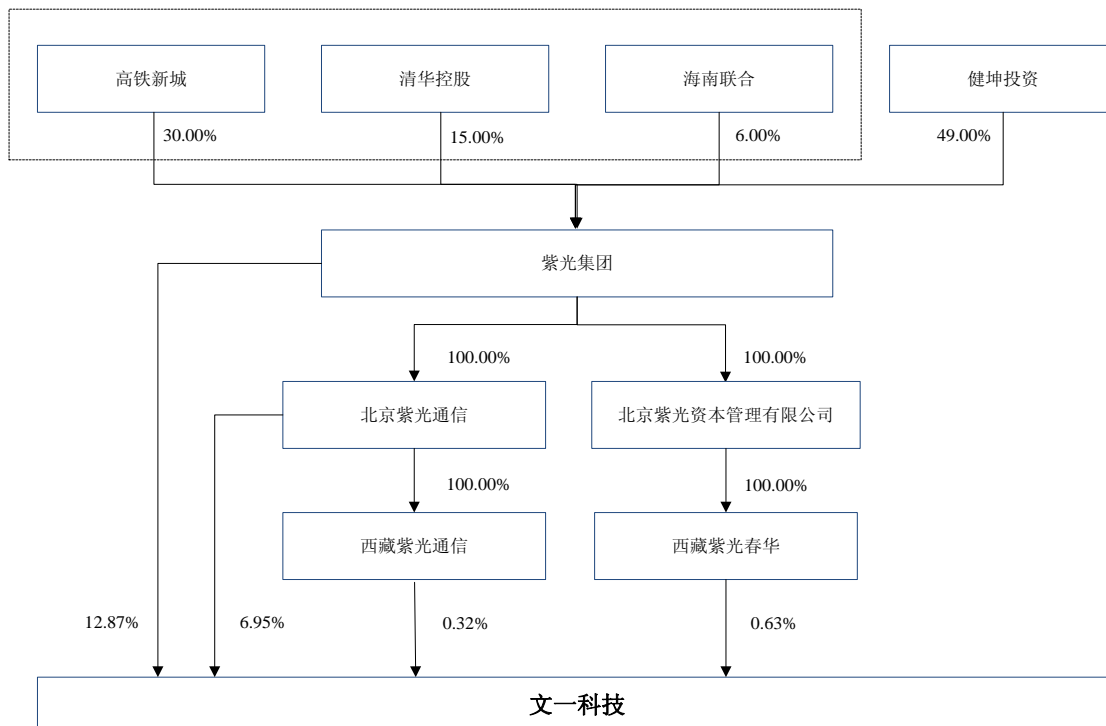 高铁新城
清华控股
海南联合
健坤投资
30.00%
15.00%
6.00%
49.00%
紫光集团
100.00%
100.00%
北京紫光通信
北京紫光资本管理有限公司
100.00%
100.00%
西藏紫光通信
西藏紫光春华
12.87%
6.95%
0.32%
0.63%
文一科技